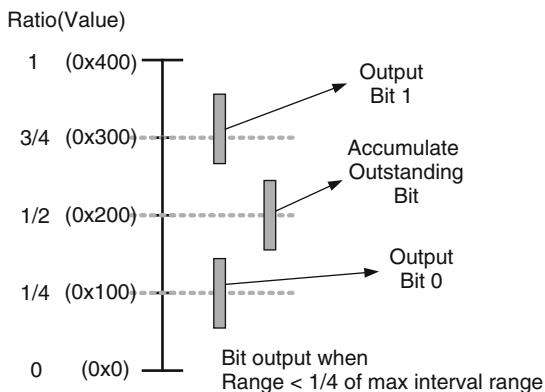 Ratio(Value)
1 (0x400)
Output
Bit 1
3/4 (0x300)
Accumulate
Outstanding
Bit
1/2 (0x200)
Output
Bit 0
1/4 (0x100)
0 (0x0)
Bit output when
Range < 1/4 of max interval range